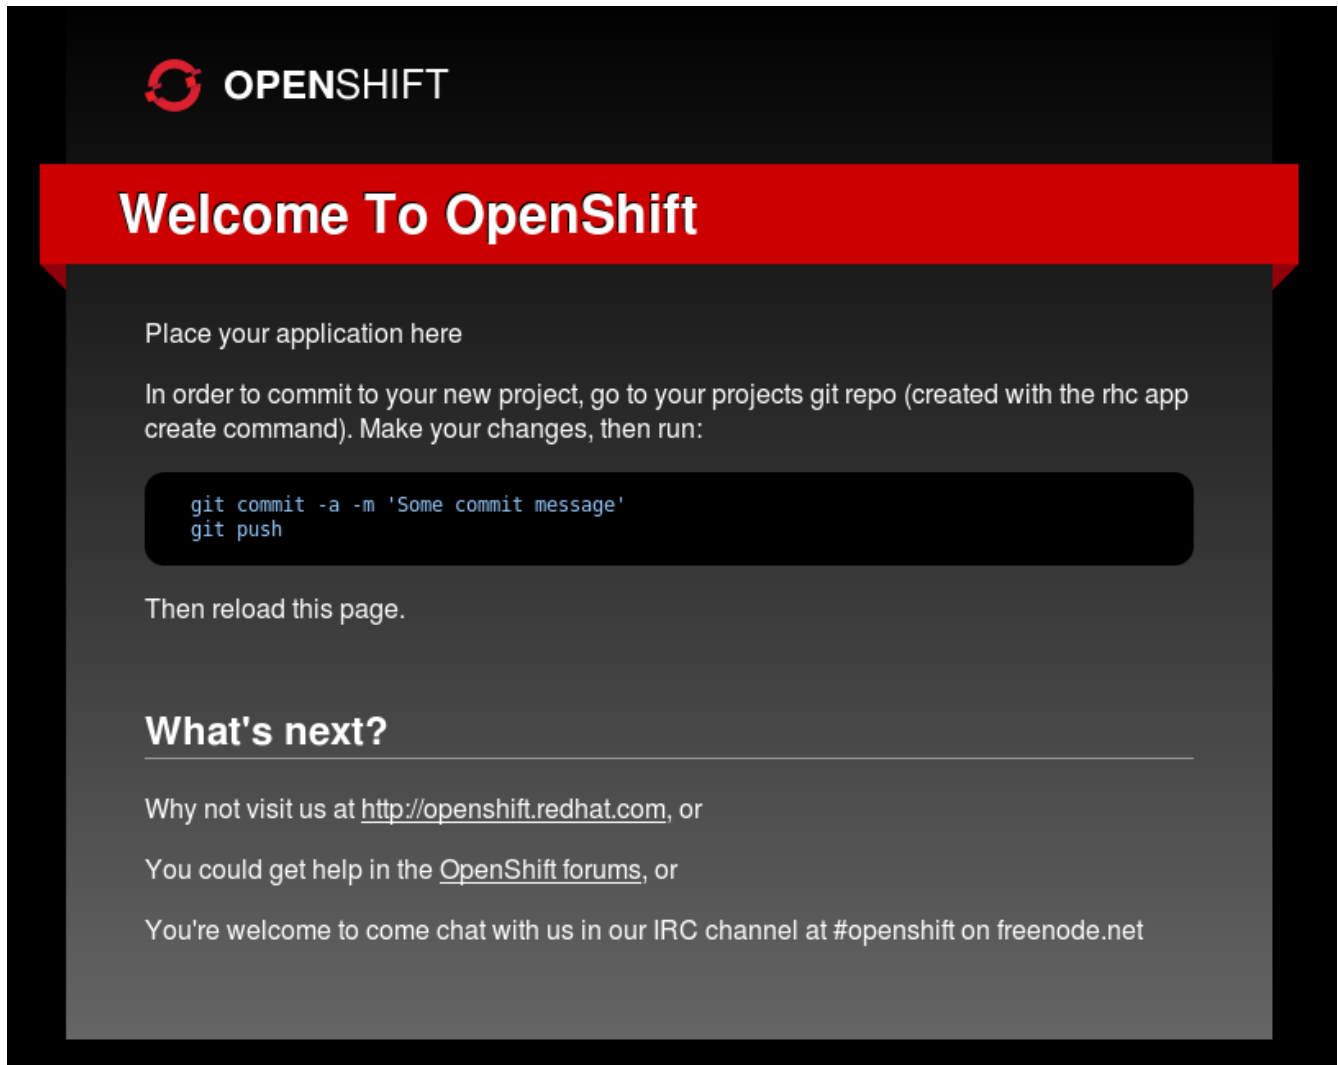 OPENSHIFT
Welcome To OpenShift
Place your application here
In order to commit to your new project, go to your projects git repo (created with the rhc app
create command). Make your changes, then run:
git commit -a -m 'Some commit message'
git push
Then reload this page.
What's next?
Why not visit us at http://openshift.redhat.com, or
You could get help in the OpenShift forums, or
You're welcome to come chat with us in our IRC channel at #openshift on freenode.net